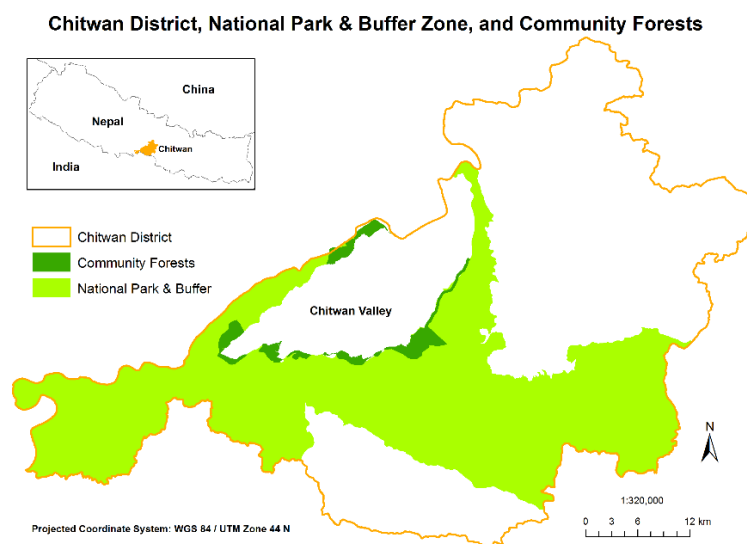 Chitwan District, National Park & Buffer Zone, and Community Forests
China
Nepal
Chitwan
India
Chitwan District
Community Forests
National Park & Buffer
Chitwan Valley
N
1:320,000
0 3 6 12 km
Projected Coordinate System: WGS 84 / UTM Zone 44 N